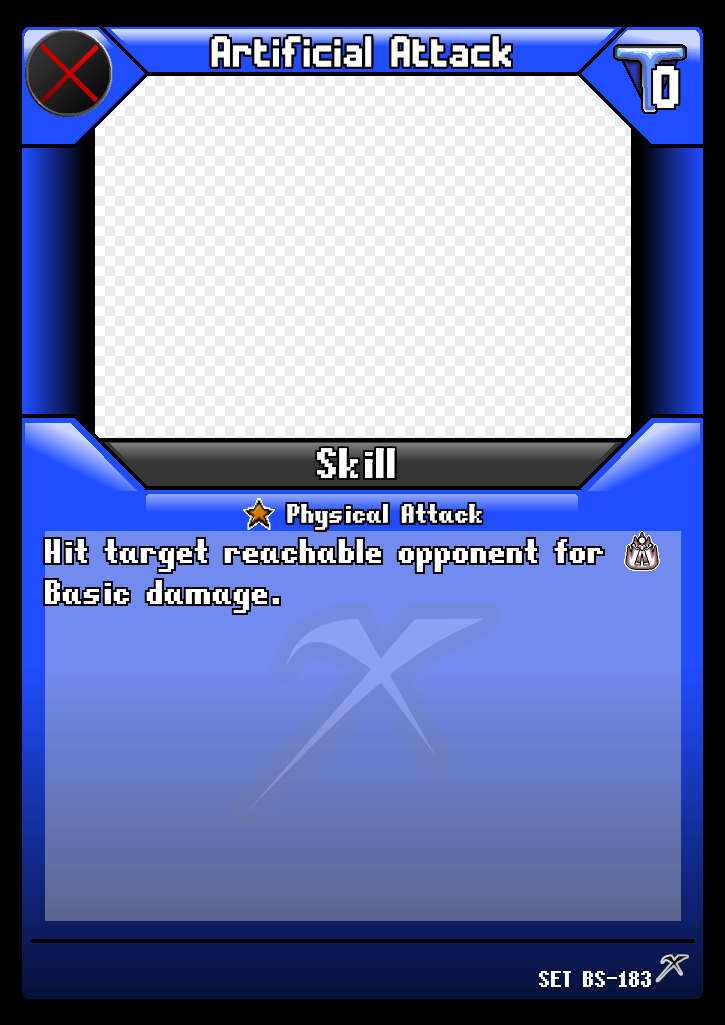 Artificial Attack
0
Skill
Physical Attack
Hit target reachable opponent for
Basic damage.
SET BS-183